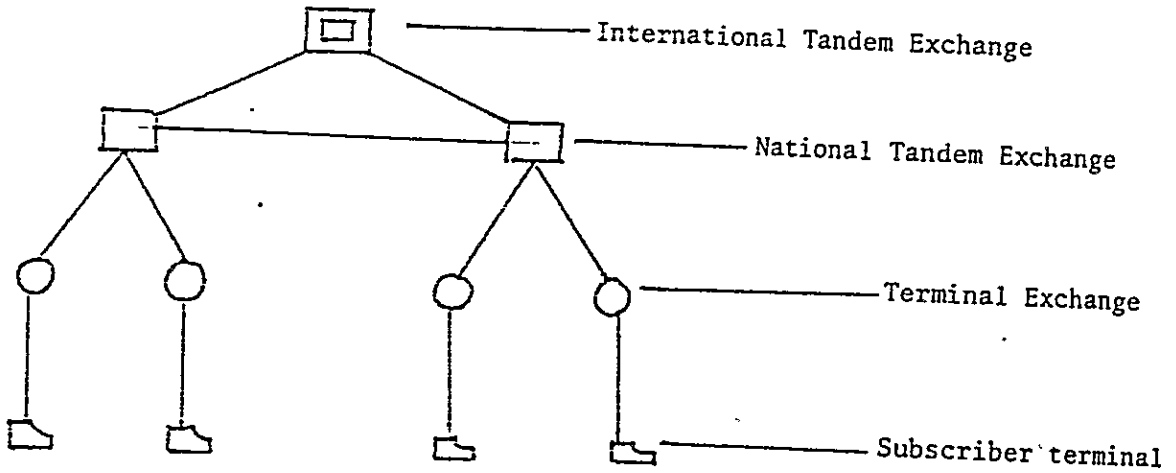 International Tandem Exchange
National Tandem Exchange
Terminal Exchange
Subscriber terminal